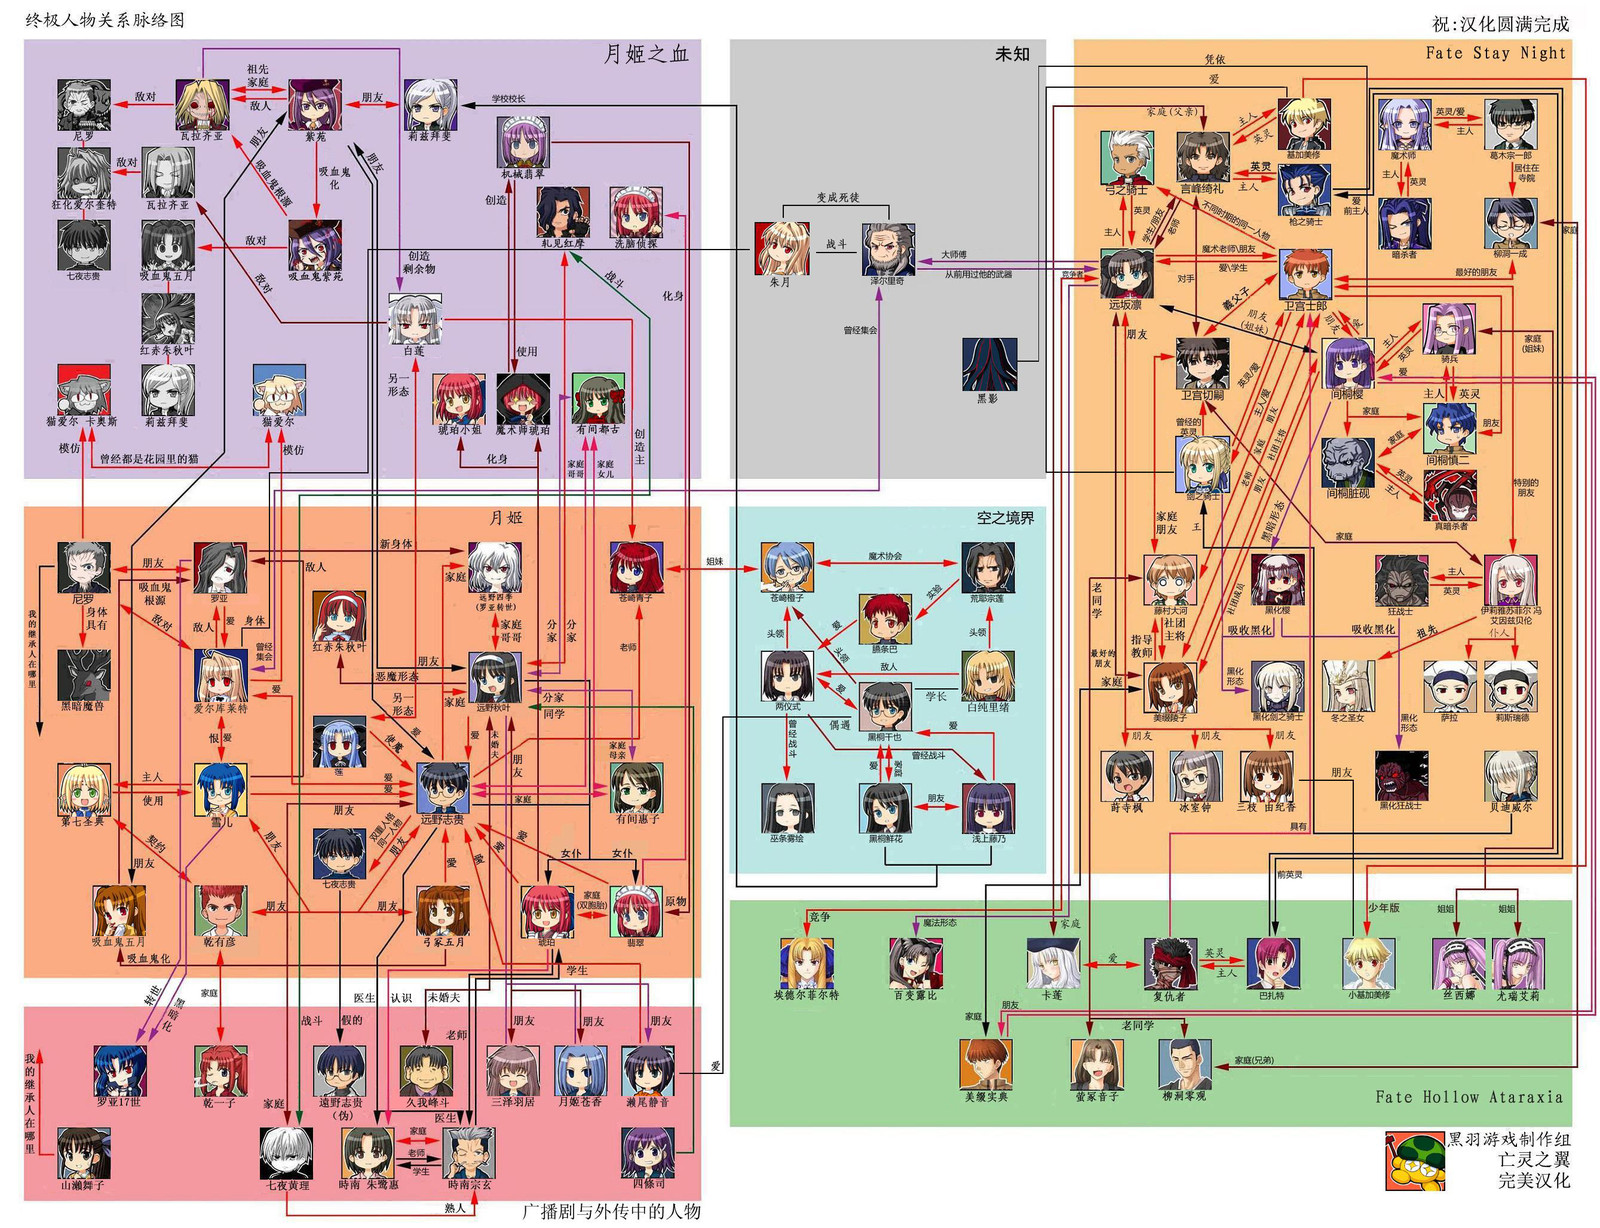 终极人物关系脉络图
祝:汉化圆满完成
月姬之血
未知
Fate Stay Night
祖先
家庭
敌人
敌对
朋友
学校校长
尼罗
瓦拉齐亚
紫苑
莉兹拜斐
机械翡翠
敌对
朋友
朋友
吸血鬼根源
吸血鬼
化
创造
狂化爱尔奎特
瓦拉齐亚
轧见红摩
洗脑侦探
敌对
七夜志贵
吸血鬼五月
吸血鬼紫苑
创造
剩余物
战斗
敌对
化身
白莲
红赤朱秋叶
使用
另一
形态
猫爱尔 卡奥斯
莉兹拜斐
猫爱尔
琥珀小姐
魔术师琥珀
有间都古
创造主
模仿
曾经都是花园里的猫
模仿
化身
家庭
哥哥
家庭
女儿
变成死徒
战斗
朱月
泽尔里奇
大师傅
从前用过他的武器
曾经集会
黑影
凭依
爱
家庭(父亲)
主人
英灵
基加美修
英灵/爱
主人
魔术师
葛木宗一郎
弓之骑士
言峰绮礼
英灵
主人
枪之骑士
爱
前主人
主人
英灵
居住在
寺院
暗杀者
柳洞一成
家庭
主人
英灵
学生/朋友
老师
不同时期的同一人物
魔术老师\朋友
爱\学生
最好的朋友
竞争者
远坂凛
对手
卫宫士郎
義父子
朋友
(姐妹)
朋友
爱
朋友
卫宫切嗣
间桐樱
主人
英灵
爱
骑兵
家庭
(姐妹)
主人
英灵
家庭
家庭
间桐慎二
朋友
间桐脏砚
英灵
主人
真暗杀者
特别的
朋友
曾经的
英灵
英灵/爱
主人/爱
剑之骑士
老师
家庭
朋友
朋友
社团主将
黑暗形态
王
家庭
家庭
朋友
老同学
藤村大河
黑化樱
狂战士
主人
英灵
伊莉雅苏菲尔 冯
艾因兹贝伦
社团成员
吸收黑化
吸收黑化
祖先
仆人
指导
教师
社团
主将
最好的
朋友
家庭
美缀陵子
黑化
形态
黑化剑之骑士
冬之圣女
萨拉
莉斯瑞德
黑化
形态
朋友
朋友
朋友
朋友
莳寺枫
冰室钟
三枝 由纪香
黑化狂战士
贝迪威尔
具有
前英灵
月姬
新身体
敌人
朋友
吸血鬼
根源
尼罗
罗亚
家庭
远野四季
(罗亚转世)
苍崎青子
姐妹
我的继承人在哪里
身体
具有
敌对
敌人
爱
身体
曾经
集会
红赤朱秋叶
家庭
哥哥
分家
分家
老师
朋友
恶魔形态
黑暗魔兽
爱尔库莱特
爱
另一
形态
家庭
远野秋叶
分家
同学
恨
爱
莲
使魔
爱
爱
未婚夫
朋友
家庭
母亲
主人
使用
第七圣典
雪儿
爱
爱
朋友
远野志贵
家庭
有间惠子
契约
朋友
朋友
双重人格
同一人物
朋友
爱
爱
爱
女仆
女仆
七夜志贵
朋友
朋友
家庭
(双胞胎)
原物
吸血鬼五月
乾有彦
弓冢五月
琥珀
翡翠
吸血鬼化
空之境界
魔术协会
苍崎橙子
荒耶宗莲
实验
头领
爱
臙条巴
头领
头领
敌人
两仪式
爱
学长
黑桐干也
白纯里绪
曾经战斗
偶遇
爱
曾经战斗
爱
巫条雾绘
黑桐鲜花
朋友
浅上藤乃
转世
黑暗化
家庭
战斗
医生
假的
认识
未婚夫
老师
学生
朋友
朋友
朋友
爱
我的继承人在哪里
罗亚17世
乾一子
遠野志贵
(伪)
久我峰斗
三泽羽居
月姬苍香
濑尾静音
家庭
医生
家庭
老师
学生
山濑舞子
七夜黄理
時南 朱鹭惠
時南宗玄
四條司
熟人
广播剧与外传中的人物
竞争
魔法形态
家庭
爱
英灵
主人
少年版
姐姐
姐姐
埃德尔菲尔特
百变露比
卡莲
复仇者
巴扎特
小基加美修
丝西娜
尤瑞艾莉
朋友
家庭
老同学
家庭(兄弟)
美缀实典
萤冢音子
柳洞零观
Fate Hollow Ataraxia
黑羽游戏制作组
亡灵之翼
完美汉化